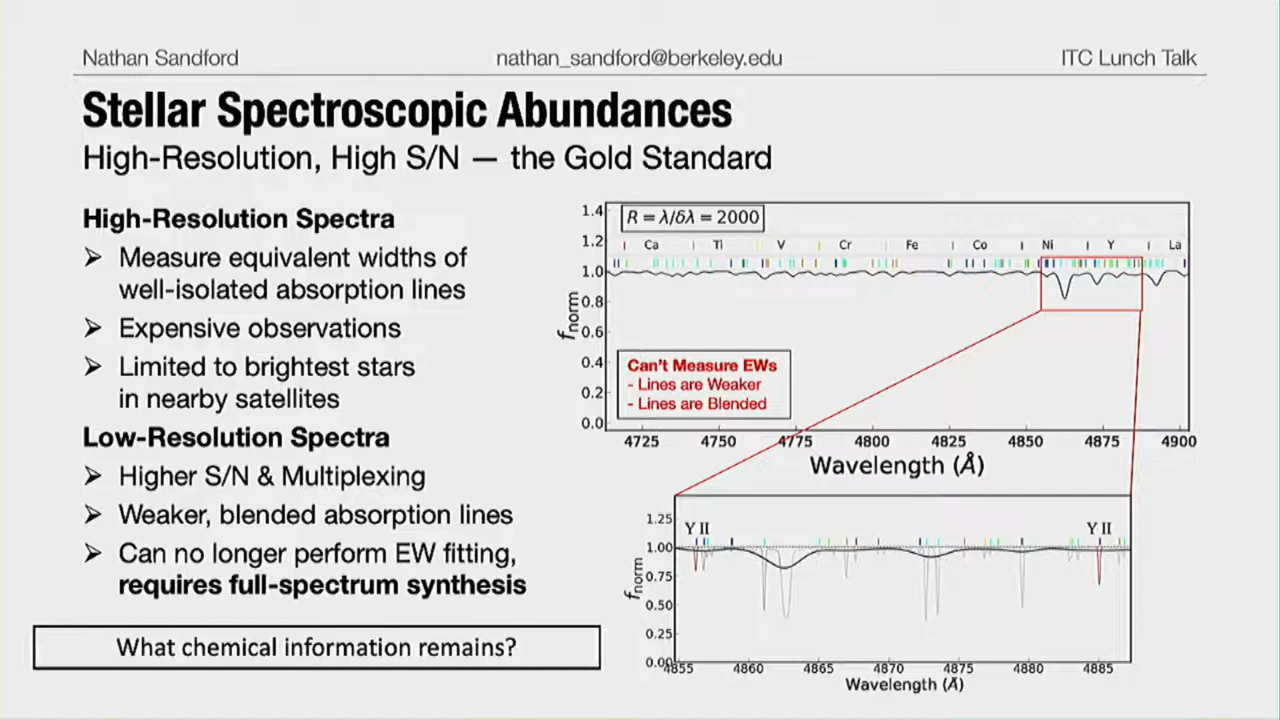 Nathan Sandford nathan_sandford@berkeley.edu ITC Lunch Talk
Stellar Spectroscopic Abundances
High-Resolution, High S/N — the Gold Standard
High-Resolution Spectra
➢ Measure equivalent widths of
well-isolated absorption lines
➢ Expensive observations
➢ Limited to brightest stars
in nearby satellites
Low-Resolution Spectra
➢ Higher S/N & Multiplexing
➢ Weaker, blended absorption lines
➢ Can no longer perform EW fitting,
requires full-spectrum synthesis
What chemical information remains?
R = λ/δλ = 2000
Ca Ti V Cr Fe Co Ni Y La
1.4
1.2
1.0
0.8
0.6
0.4
0.2
0.0
f_norm
Can't Measure EWs
- Lines are Weaker
- Lines are Blended
4725 4750 4775 4800 4825 4850 4875 4900
Wavelength (Å)
Y II Y II
1.25
1.00
0.75
0.50
0.25
0.00
f_norm
4855 4860 4865 4870 4875 4880 4885
Wavelength (Å)